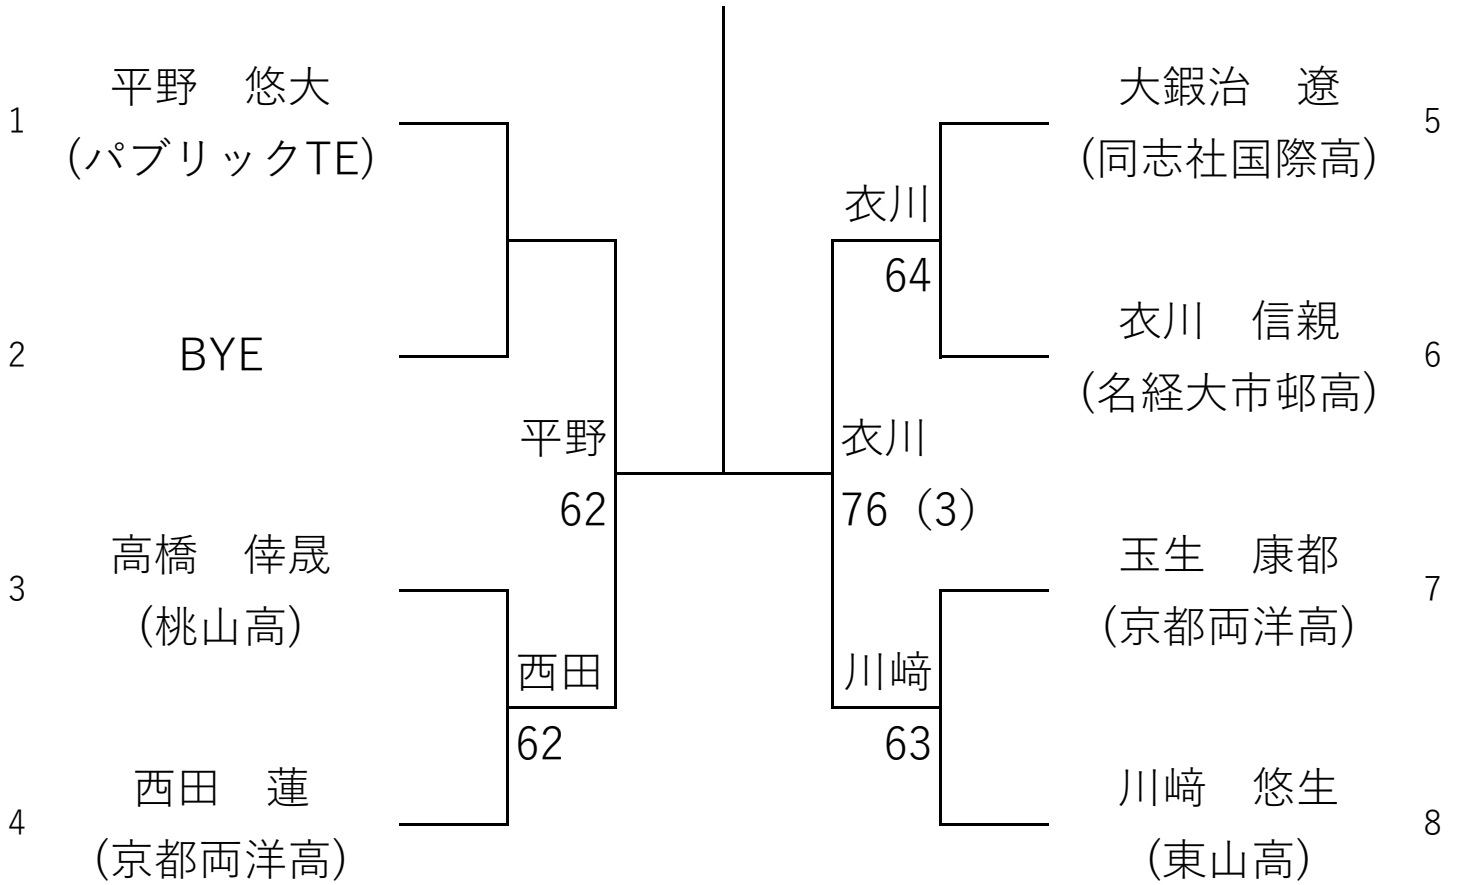 1
平野　悠大
(パブリックTE)
2
BYE
平野
62
3
高橋　倖晟
(桃山高)
西田
62
4
西田　蓮
(京都両洋高)
大鍜治　遼
(同志社国際高)
5
衣川
64
衣川　信親
(名経大市邨高)
6
衣川
76（3）
玉生　康都
(京都両洋高)
7
川﨑
63
川﨑　悠生
(東山高)
8